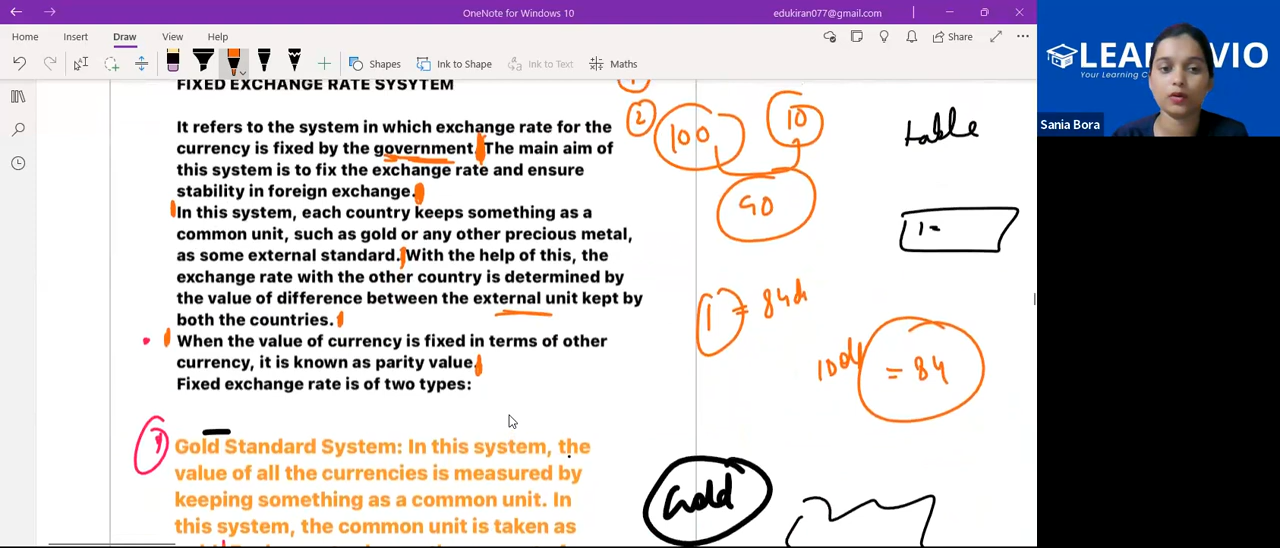 OneNote for Windows 10
edukiran077@gmail.com
Home Insert Draw View Help
Share
Shapes Ink to Shape Ink to Text Maths
FIXED EXCHANGE RATE SYSYTEM
It refers to the system in which exchange rate for the
currency is fixed by the government. The main aim of
this system is to fix the exchange rate and ensure
stability in foreign exchange.
In this system, each country keeps something as a
common unit, such as gold or any other precious metal,
as some external standard. With the help of this, the
exchange rate with the other country is determined by
the value of difference between the external unit kept by
both the countries.
When the value of currency is fixed in terms of other
currency, it is known as parity value.
Fixed exchange rate is of two types:
Gold Standard System: In this system, the
value of all the currencies is measured by
keeping something as a common unit. In
this system, the common unit is taken as
2
100
10
90
table
1=
1 =
= 84
Gold
Your Learning
Sania Bora